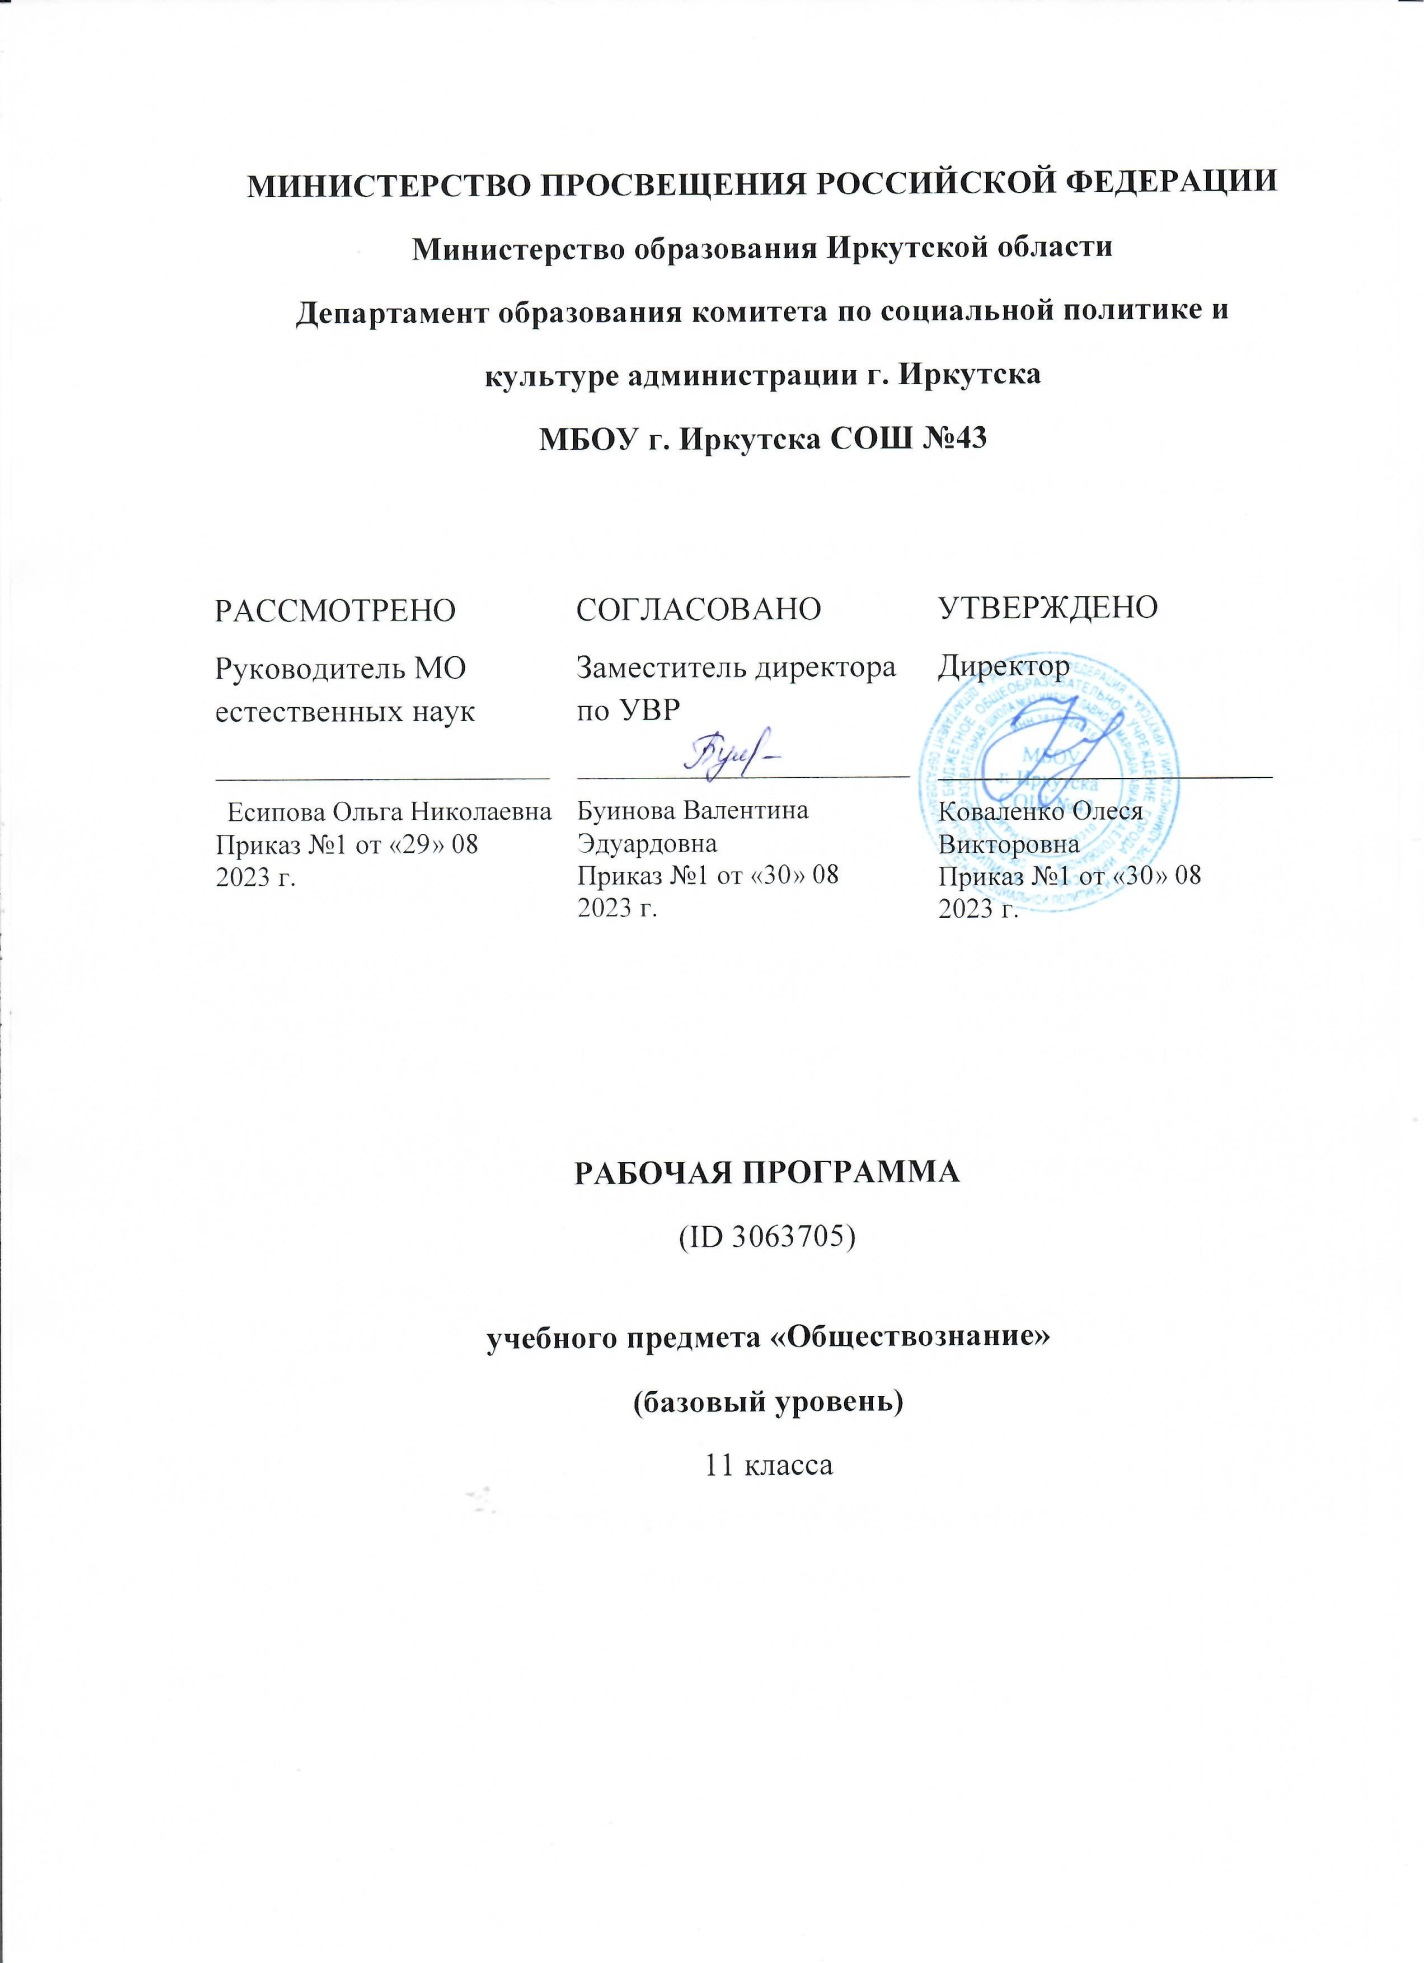 МИНИСТЕРСТВО ПРОСВЕЩЕНИЯ РОССИЙСКОЙ ФЕДЕРАЦИИ
Министерство образования Иркутской области
Департамент образования комитета по социальной политике и
культуре администрации г. Иркутска
МБОУ г. Иркутска СОШ №43
РАССМОТРЕНО
Руководитель МО
естественных наук
Есипова Ольга Николаевна
Приказ №1 от «29» 08
2023 г.
СОГЛАСОВАНО
Заместитель директора
по УВР
Буинова Валентина
Эдуардовна
Приказ №1 от «30» 08
2023 г.
УТВЕРЖДЕНО
Директор
МБОУ
г. Иркутска
Коваленко Олеся
Викторовна
Приказ №1 от «30» 08
2023 г.
РАБОЧАЯ ПРОГРАММА
(ID 3063705)
учебного предмета «Обществознание»
(базовый уровень)
11 класса